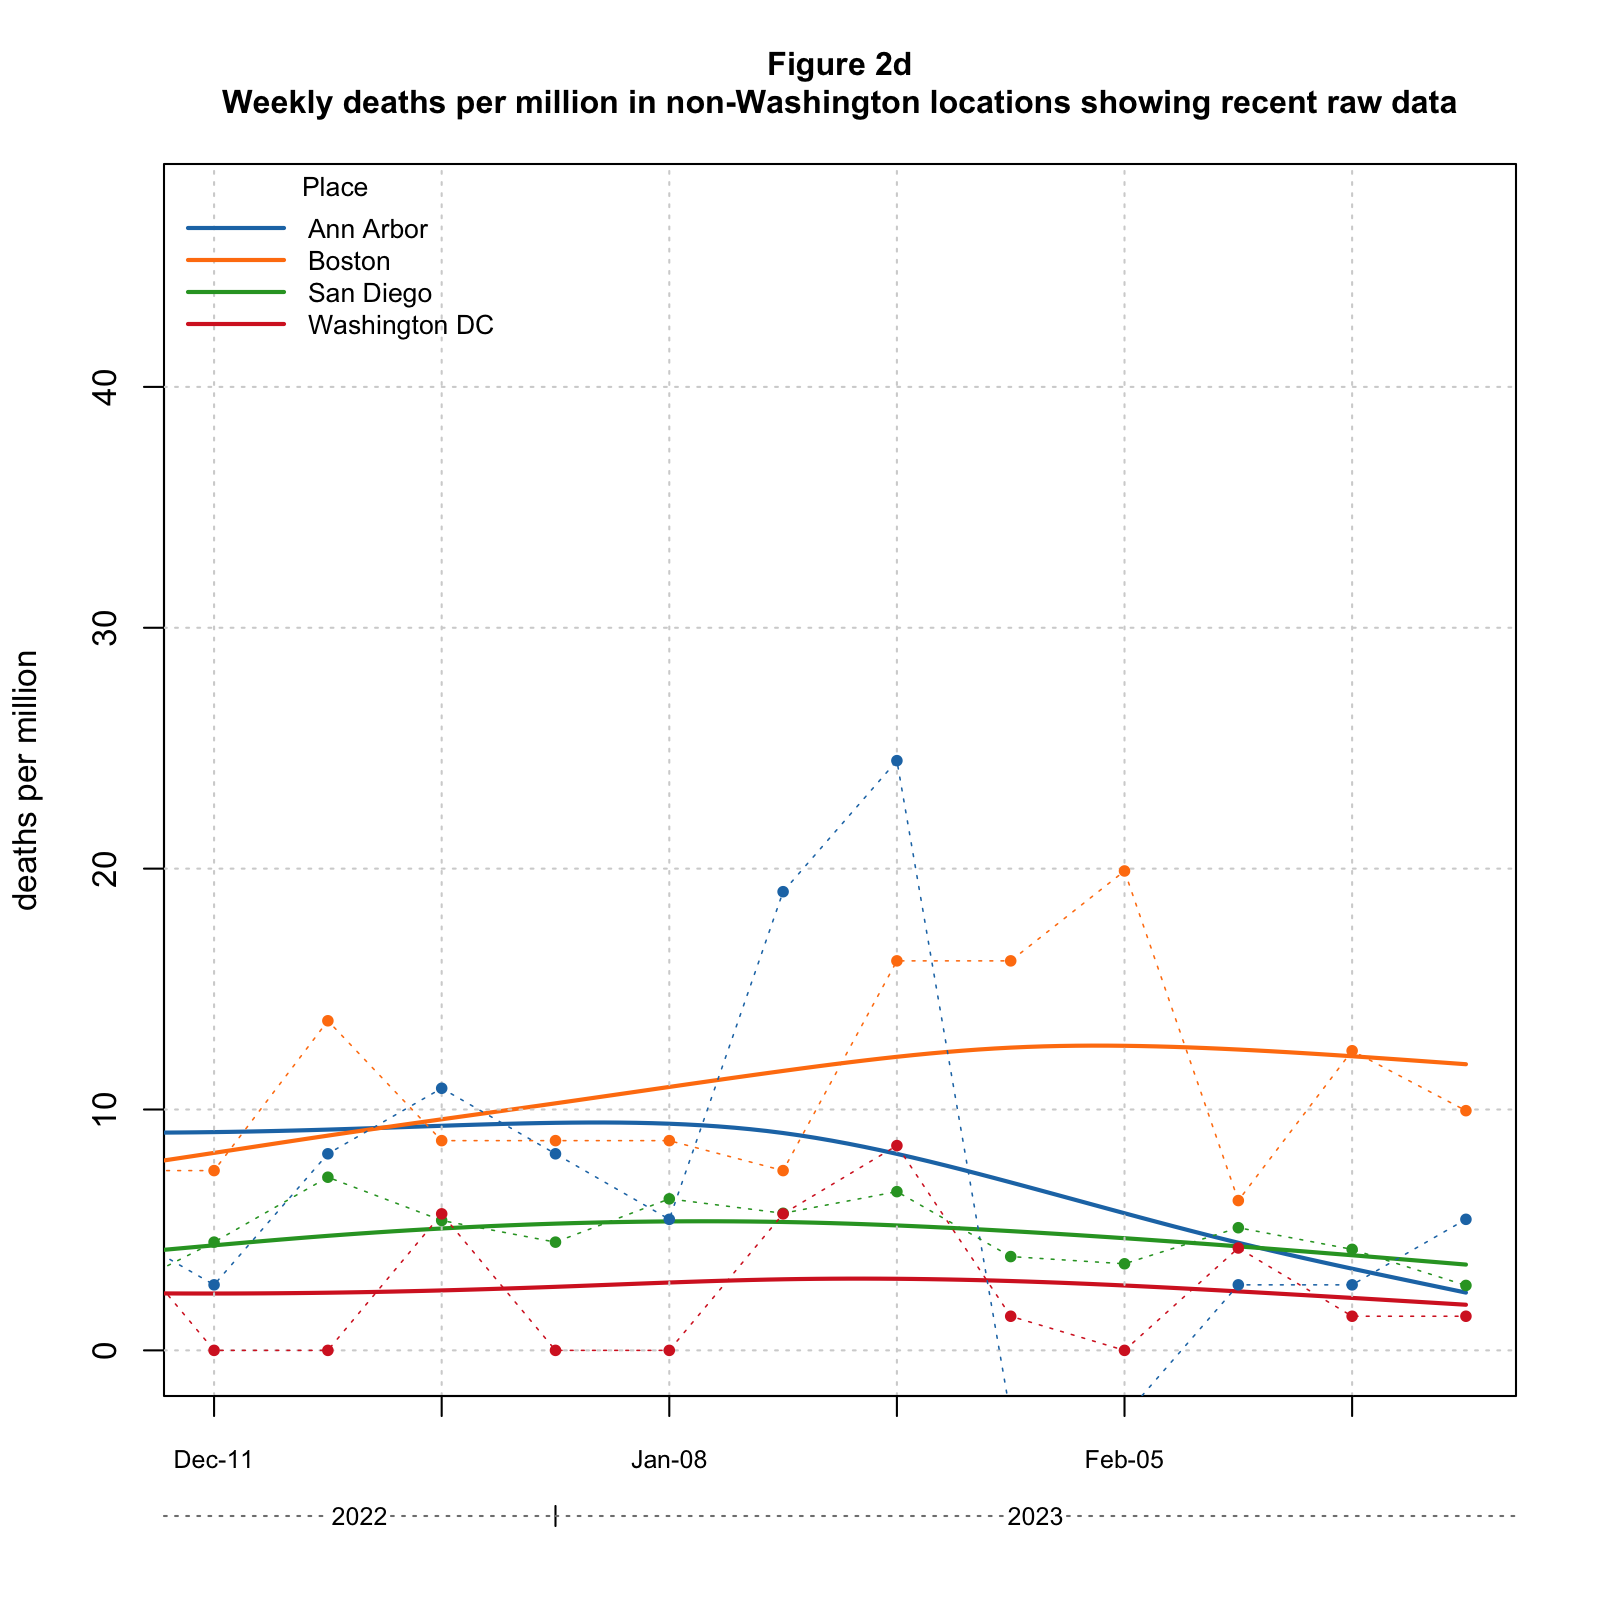 Figure 2d
Weekly deaths per million in non-Washington locations showing recent raw data
Place
Ann Arbor
Boston
San Diego
Washington DC
40
30
20
10
0
deaths per million
Dec-11
Jan-08
Feb-05
2022
2023